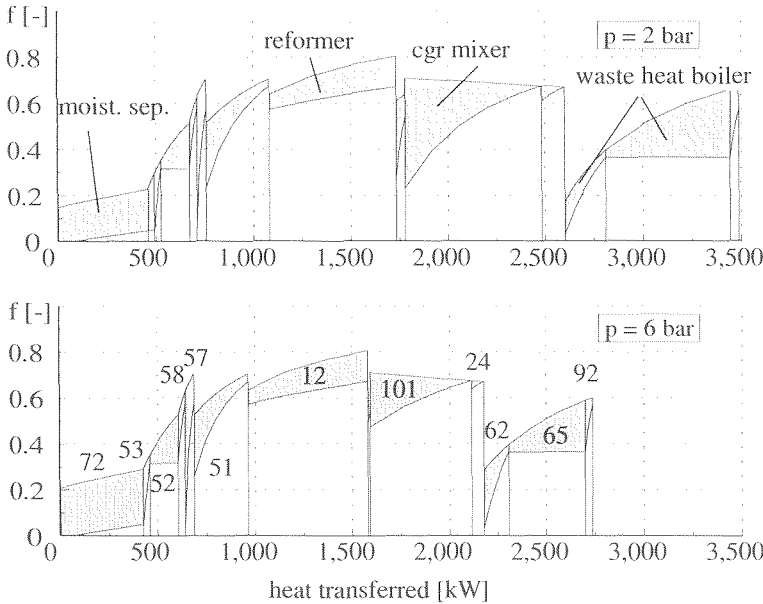 f [-]
0.8
0.6
0.4
0.2
0
moist. sep.
reformer
cgr mixer
p = 2 bar
waste heat boiler
0 500 1,000 1,500 2,000 2,500 3,000 3,500
f [-]
0.8
0.6
0.4
0.2
0
72
53
52
58
57
51
12
101
24
62
65
92
p = 6 bar
0 500 1,000 1,500 2,000 2,500 3,000 3,500
heat transferred [kW]